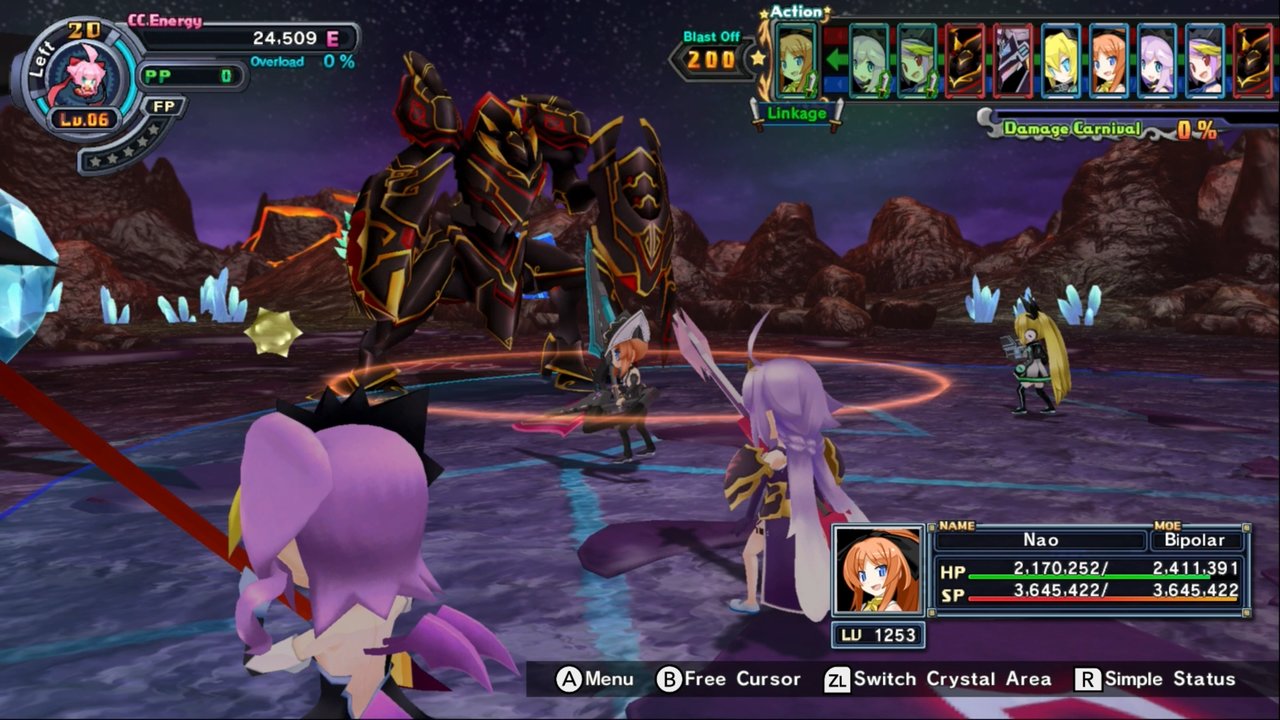 20
Left
CC.Energy
24,509 E
Overload 0 %
PP 0
FP
Lv.06
Blast Off
200
Action
Linkage
Damage Carnival 0 %
NAME
Nao
MOE
Bipolar
HP 2,170,252/ 2,411,391
SP 3,645,422/ 3,645,422
LV 1253
A Menu B Free Cursor ZL Switch Crystal Area R Simple Status